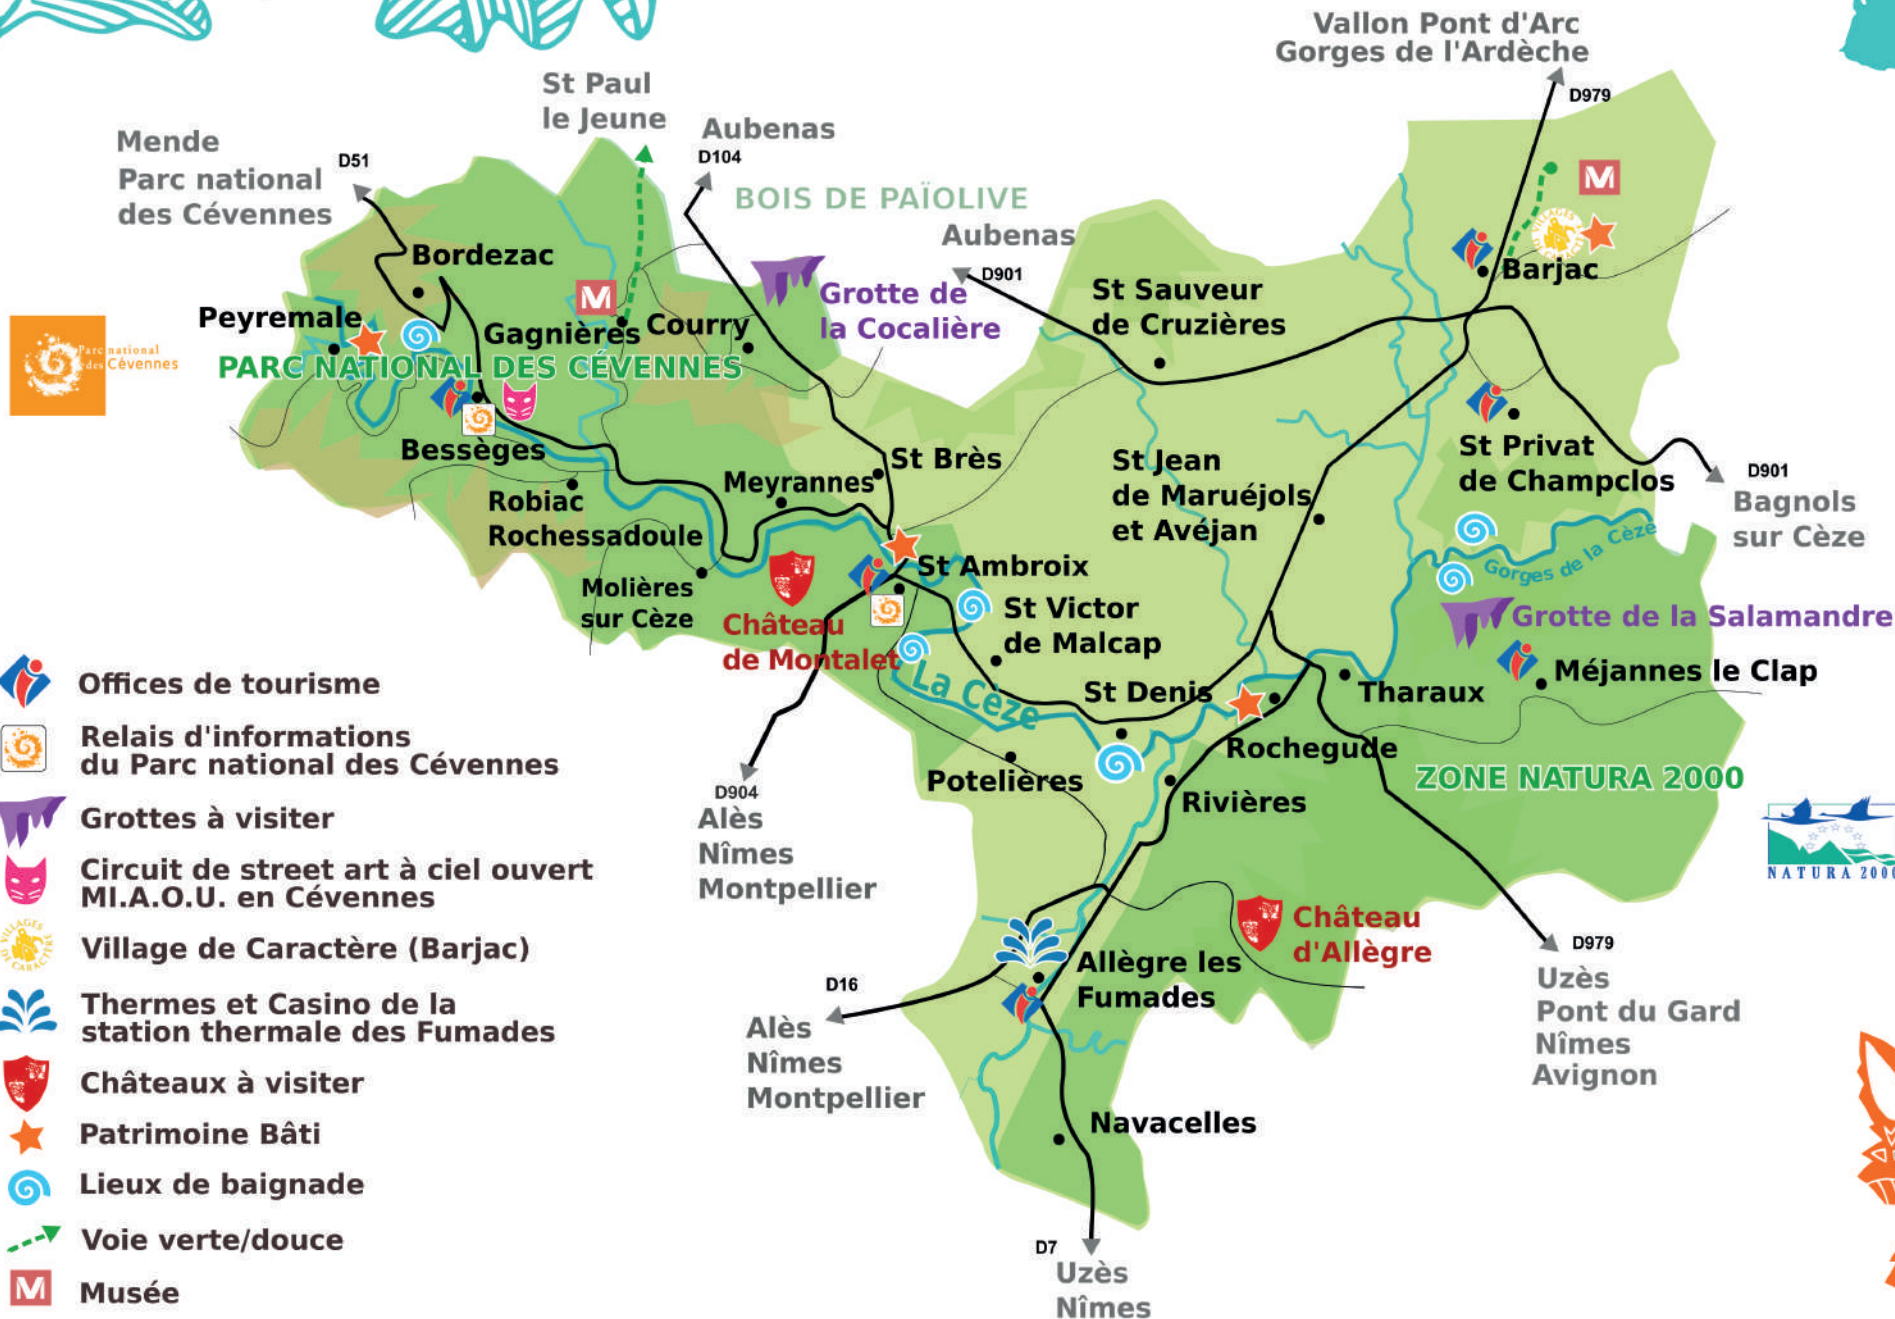 Vallon Pont d'Arc
Gorges de l'Ardèche
D979
St Paul
le Jeune
Aubenas
D104
Mende
Parc national
des Cévennes
D51
BOIS DE PAÏOLIVE
Aubenas
D901
Bordezac
Grotte de
la Cocalière
St Sauveur
de Cruzières
VILLAGES
DE CARACTÈRE
M
Barjac
Peyremale
M
Gagnières
Courry
Parc national
des Cévennes
PARC NATIONAL DES CÉVENNES
Bessèges
St Brès
St Jean
de Maruéjols
et Avéjan
St Privat
de Champclos
D901
Bagnols
sur Cèze
Meyrannes
Robiac
Rochessadoule
Gorges de la Cèze
Molières
sur Cèze
St Ambroix
Château
de Montalet
St Victor
de Malcap
Grotte de la Salamandre
Méjannes le Clap
La Cèze
St Denis
Tharaux
Rochegude
Potelières
Rivières
ZONE NATURA 2000
NATURA 2000
D904
Alès
Nîmes
Montpellier
Château
d'Allègre
Allègre les
Fumades
D16
Alès
Nîmes
Montpellier
D979
Uzès
Pont du Gard
Nîmes
Avignon
Navacelles
D7
Uzès
Nîmes
Offices de tourisme
Relais d'informations
du Parc national des Cévennes
Grottes à visiter
Circuit de street art à ciel ouvert
MI.A.O.U. en Cévennes
VILLAGES
DE CARACTÈRE
Village de Caractère (Barjac)
Thermes et Casino de la
station thermale des Fumades
Châteaux à visiter
Patrimoine Bâti
Lieux de baignade
Voie verte/douce
M
Musée